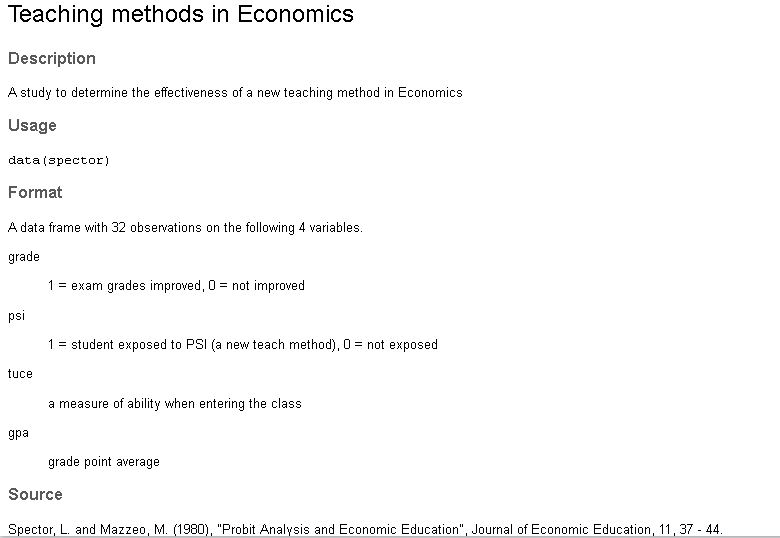 Teaching methods in Economics
Description
A study to determine the effectiveness of a new teaching method in Economics
Usage
data(spector)
Format
A data frame with 32 observations on the following 4 variables.
grade
1 = exam grades improved, 0 = not improved
psi
1 = student exposed to PSI (a new teach method), 0 = not exposed
tuce
a measure of ability when entering the class
gpa
grade point average
Source
Spector, L. and Mazzeo, M. (1980), "Probit Analysis and Economic Education", Journal of Economic Education, 11, 37 - 44.